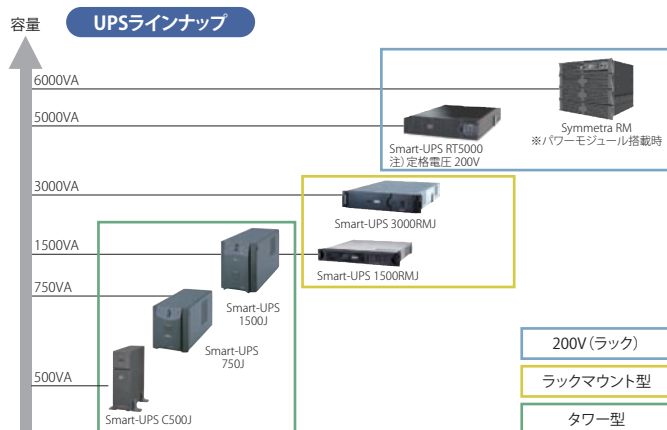 容量
UPSラインナップ
6000VA
5000VA
Symmetra RM
※パワーモジュール搭載時
Smart-UPS RT5000
注）定格電圧 200V
3000VA
Smart-UPS 3000RMJ
1500VA
Smart-UPS 1500RMJ
750VA
Smart-UPS
1500J
Smart-UPS
750J
500VA
Smart-UPS C500J
200V（ラック）
ラックマウント型
タワー型